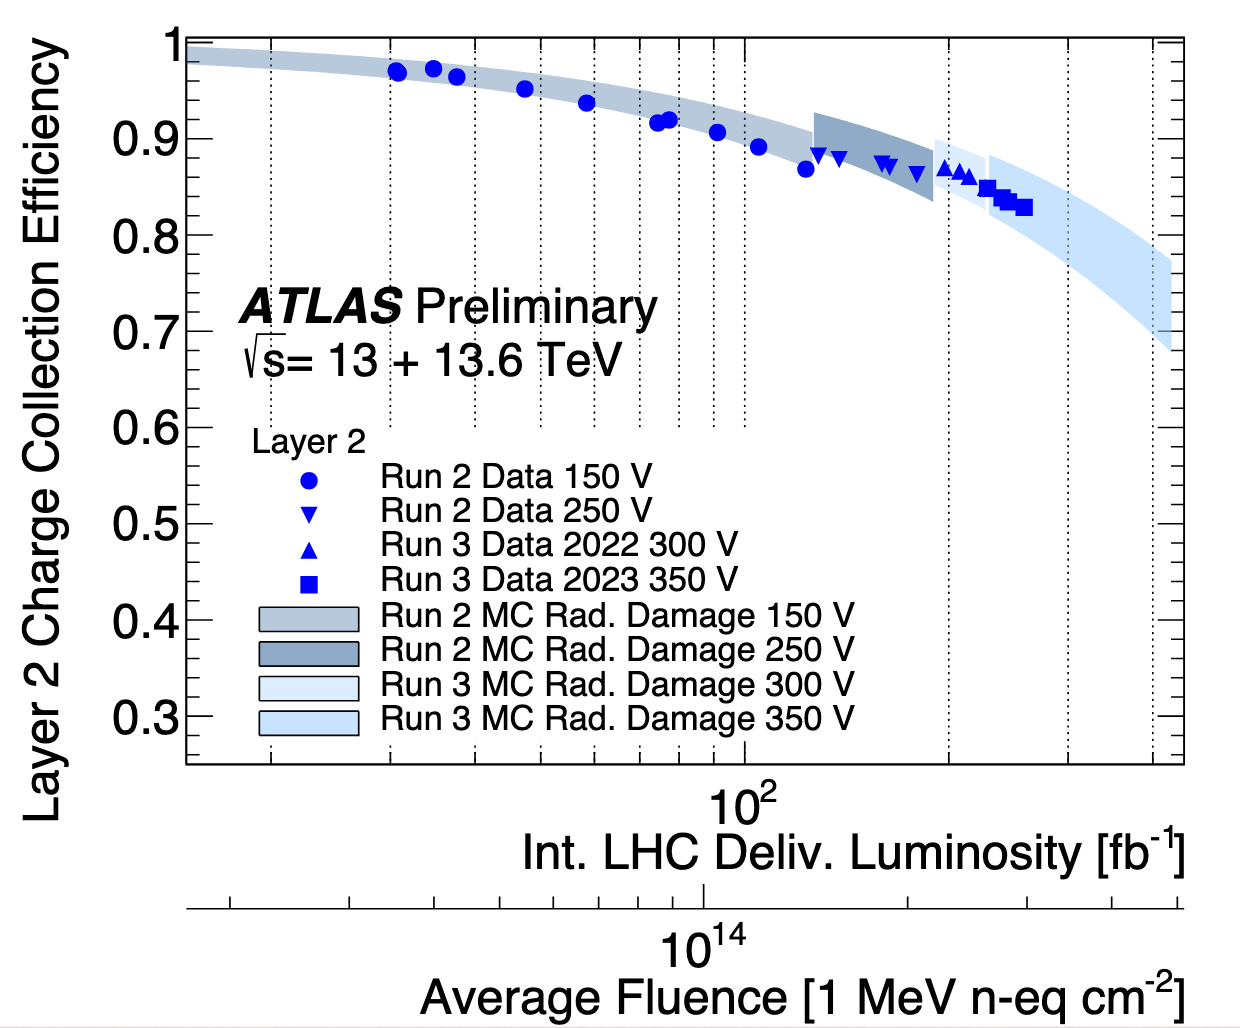 Layer 2 Charge Collection Efficiency
1
0.9
0.8
0.7
0.6
0.5
0.4
0.3
ATLAS Preliminary
√s= 13 + 13.6 TeV
Layer 2
Run 2 Data 150 V
Run 2 Data 250 V
Run 3 Data 2022 300 V
Run 3 Data 2023 350 V
Run 2 MC Rad. Damage 150 V
Run 2 MC Rad. Damage 250 V
Run 3 MC Rad. Damage 300 V
Run 3 MC Rad. Damage 350 V
10²
Int. LHC Deliv. Luminosity [fb⁻¹]
10¹⁴
Average Fluence [1 MeV n-eq cm⁻²]